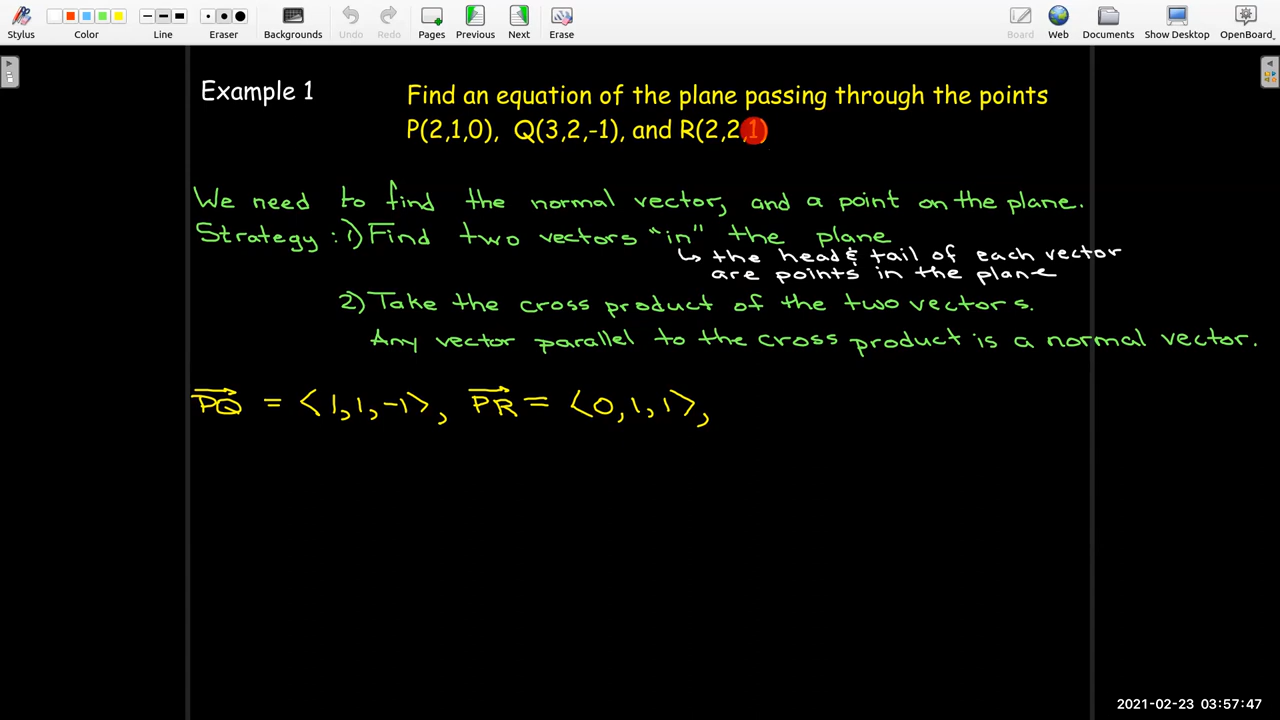 Stylus Color Line Eraser Backgrounds Undo Redo Pages Previous Next Erase Board Web Documents Show Desktop OpenBoard
Example 1
Find an equation of the plane passing through the points
P(2,1,0), Q(3,2,-1), and R(2,2,1)
We need to find the normal vector, and a point on the plane.
Strategy : 1) Find two vectors "in" the plane
↳ the head & tail of each vector
are points in the plane
2) Take the cross product of the two vectors.
Any vector parallel to the cross product is a normal vector.
→PQ = <1,1,-1>, →PR = <0,1,1>,
2021-02-23 03:57:47